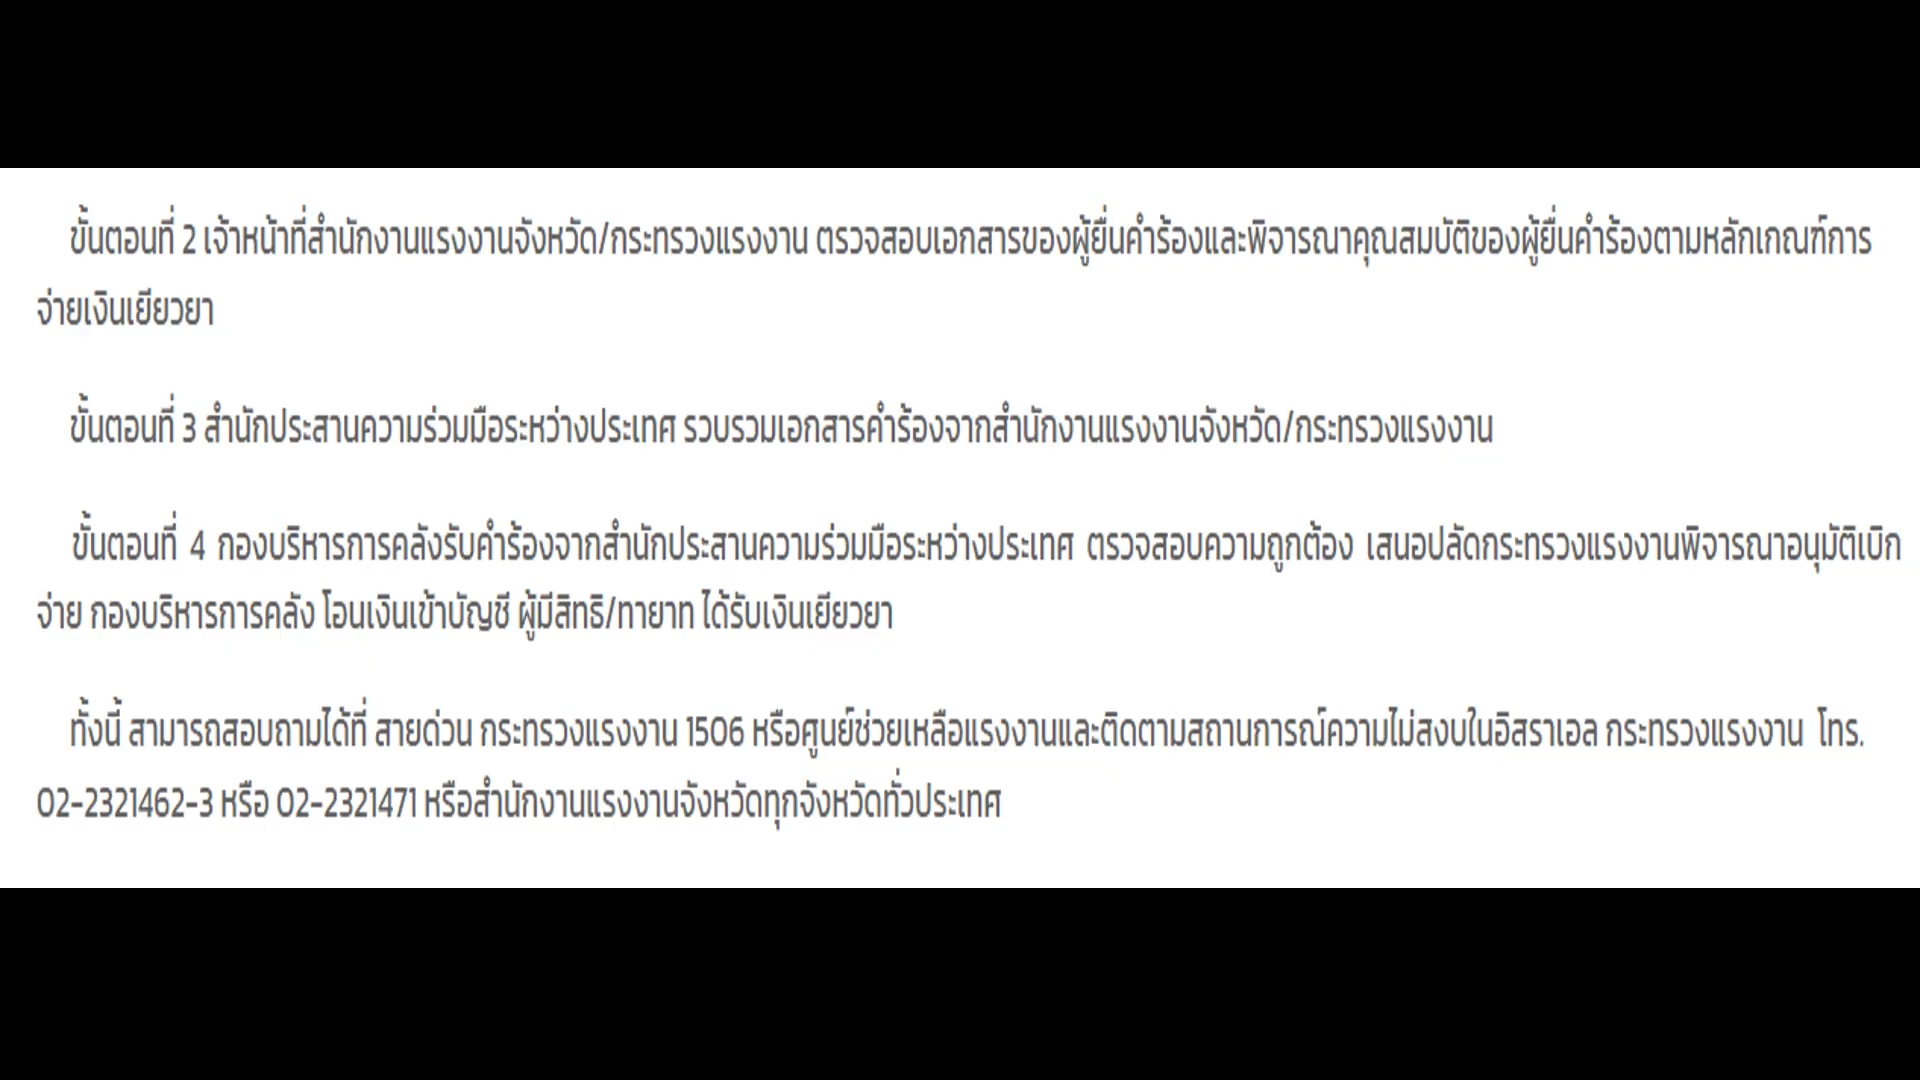 ขั้นตอนที่ 2 เจ้าหน้าที่สำนักงานแรงงานจังหวัด/กระทรวงแรงงาน ตรวจสอบเอกสารของผู้ยื่นคำร้องและพิจารณาคุณสมบัติของผู้ยื่นคำร้องตามหลักเกณฑ์การ
จ่ายเงินเยียวยา
ขั้นตอนที่ 3 สำนักประสานความร่วมมือระหว่างประเทศ รวบรวมเอกสารคำร้องจากสำนักงานแรงงานจังหวัด/กระทรวงแรงงาน
ขั้นตอนที่ 4 กองบริหารการคลังรับคำร้องจากสำนักประสานความร่วมมือระหว่างประเทศ ตรวจสอบความถูกต้อง เสนอปลัดกระทรวงแรงงานพิจารณาอนุมัติเบิก
จ่าย กองบริหารการคลัง โอนเงินเข้าบัญชี ผู้มีสิทธิ/ทายาท ได้รับเงินเยียวยา
ทั้งนี้ สามารถสอบถามได้ที่ สายด่วน กระทรวงแรงงาน 1506 หรือศูนย์ช่วยเหลือแรงงานและติดตามสถานการณ์ความไม่สงบในอิสราเอล กระทรวงแรงงาน โทร.
02-2321462-3 หรือ 02-2321471 หรือสำนักงานแรงงานจังหวัดทุกจังหวัดทั่วประเทศ